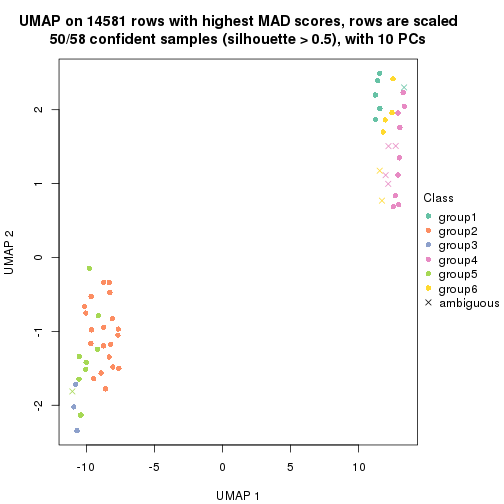 UMAP on 14581 rows with highest MAD scores, rows are scaled
50/58 confident samples (silhouette > 0.5), with 10 PCs
2
1
0
-1
-2
UMAP 2
-10
-5
0
5
10
UMAP 1
Class
group1
group2
group3
group4
group5
group6
ambiguous